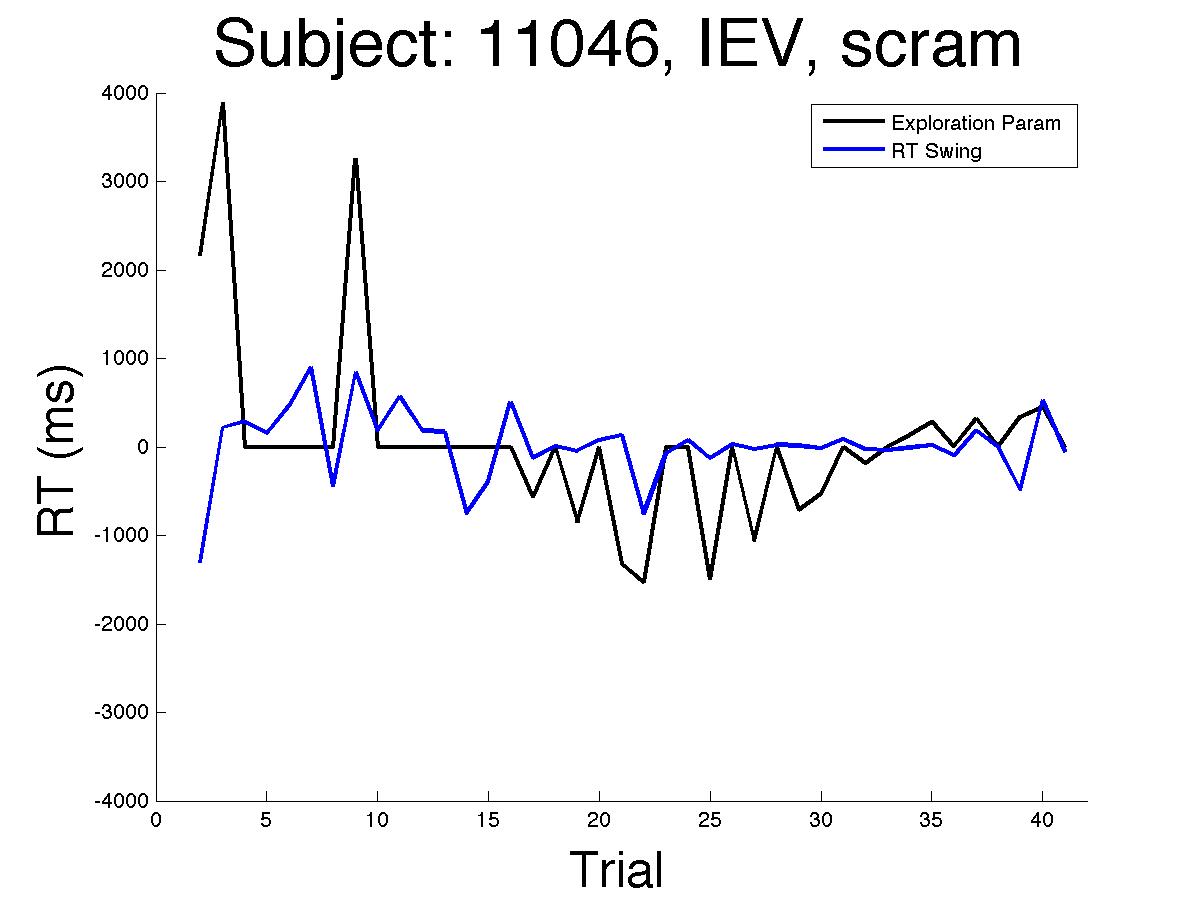 Subject: 11046, IEV, scram
Exploration Param
RT Swing
4000
3000
2000
1000
0
-1000
-2000
-3000
-4000
RT (ms)
0 5 10 15 20 25 30 35 40
Trial